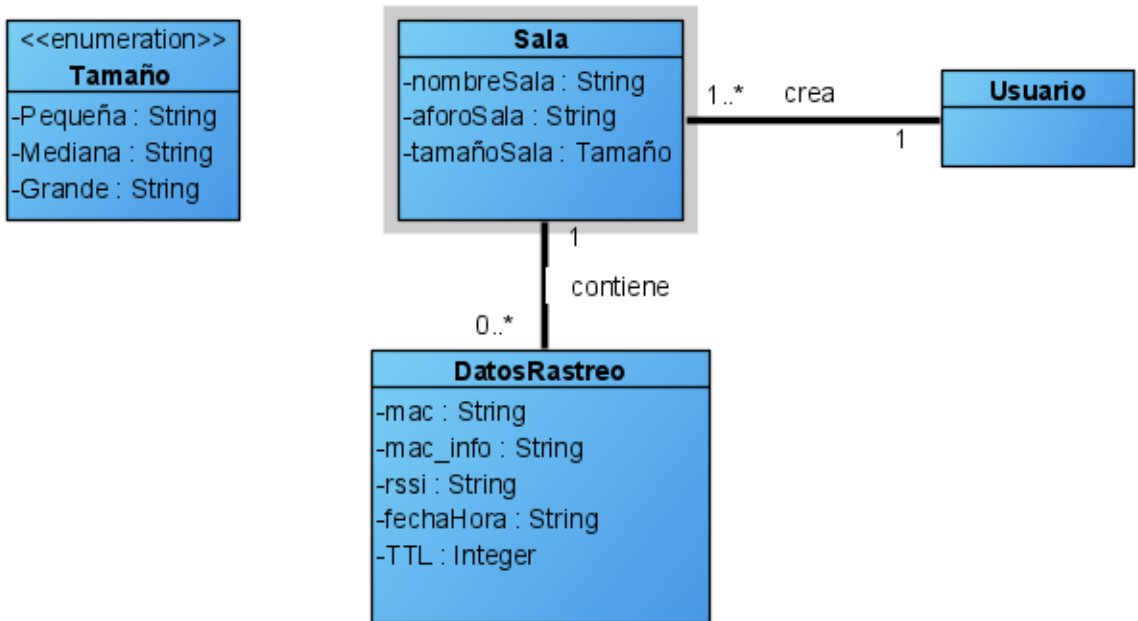 <<enumeration>>
Tamaño
-Pequeña : String
-Mediana : String
-Grande : String
Sala
-nombreSala : String
-aforoSala : String
-tamañoSala : Tamaño
1..*
crea
1
Usuario
1
contiene
0..*
DatosRastreo
-mac : String
-mac_info : String
-rssi : String
-fechaHora : String
-TTL : Integer